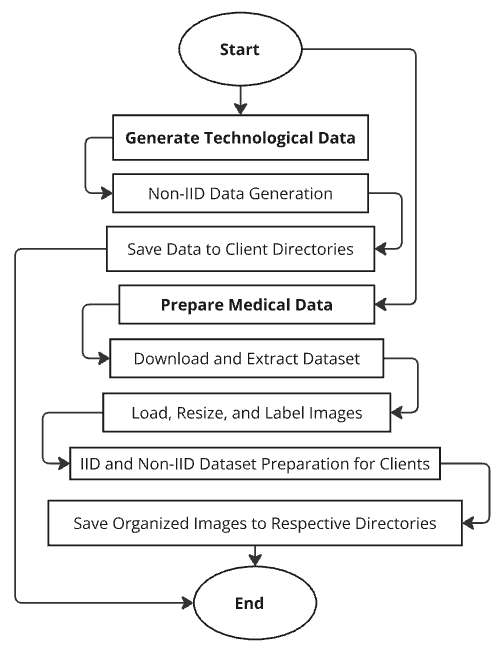 Start
Generate Technological Data
Non-IID Data Generation
Save Data to Client Directories
Prepare Medical Data
Download and Extract Dataset
Load, Resize, and Label Images
IID and Non-IID Dataset Preparation for Clients
Save Organized Images to Respective Directories
End